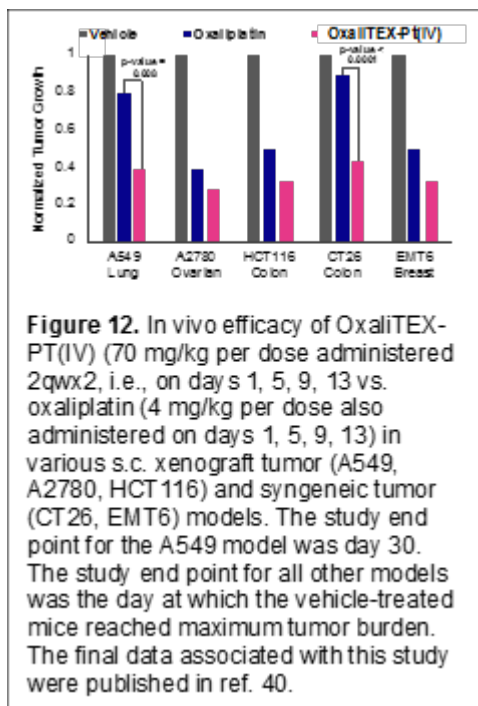 Vehicle Oxaliplatin OxaliTEX-Pt(IV)
1
p-value =
0.008
p-value <
0.0001
0.8
0.6
0.4
0.2
0
Normalized Tumor Growth
A549 A2780 HCT116 CT26 EMT6
Lung Ovarian Colon Colon Breast
Figure 12. In vivo efficacy of OxaliTEX-
PT(IV) (70 mg/kg per dose administered
2qwx2, i.e., on days 1, 5, 9, 13 vs.
oxaliplatin (4 mg/kg per dose also
administered on days 1, 5, 9, 13) in
various s.c. xenograft tumor (A549,
A2780, HCT116) and syngeneic tumor
(CT26, EMT6) models. The study end
point for the A549 model was day 30.
The study end point for all other models
was the day at which the vehicle-treated
mice reached maximum tumor burden.
The final data associated with this study
were published in ref. 40.